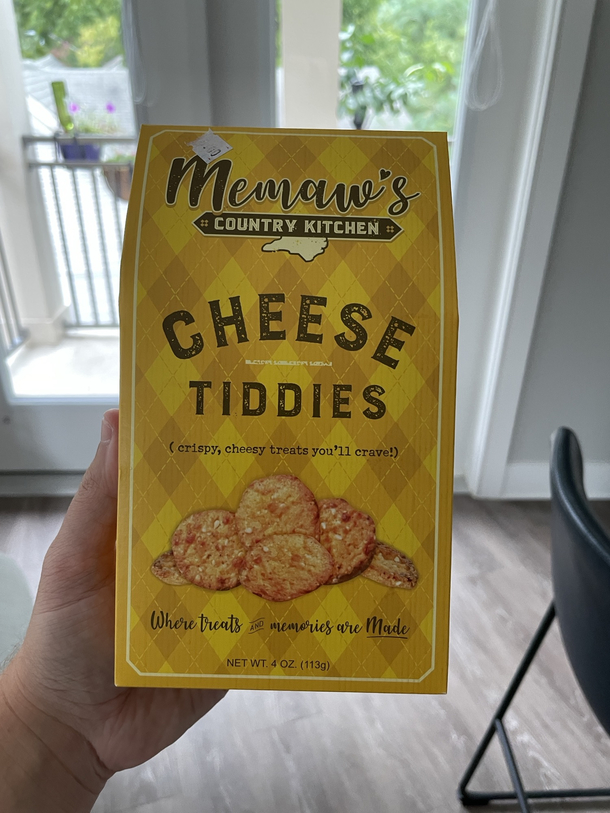 Memaw's
COUNTRY KITCHEN
CHEESE
TIDDIES
( crispy, cheesy treats you'll crave!)
Where treats AND memories are Made
NET WT. 4 OZ. (113g)